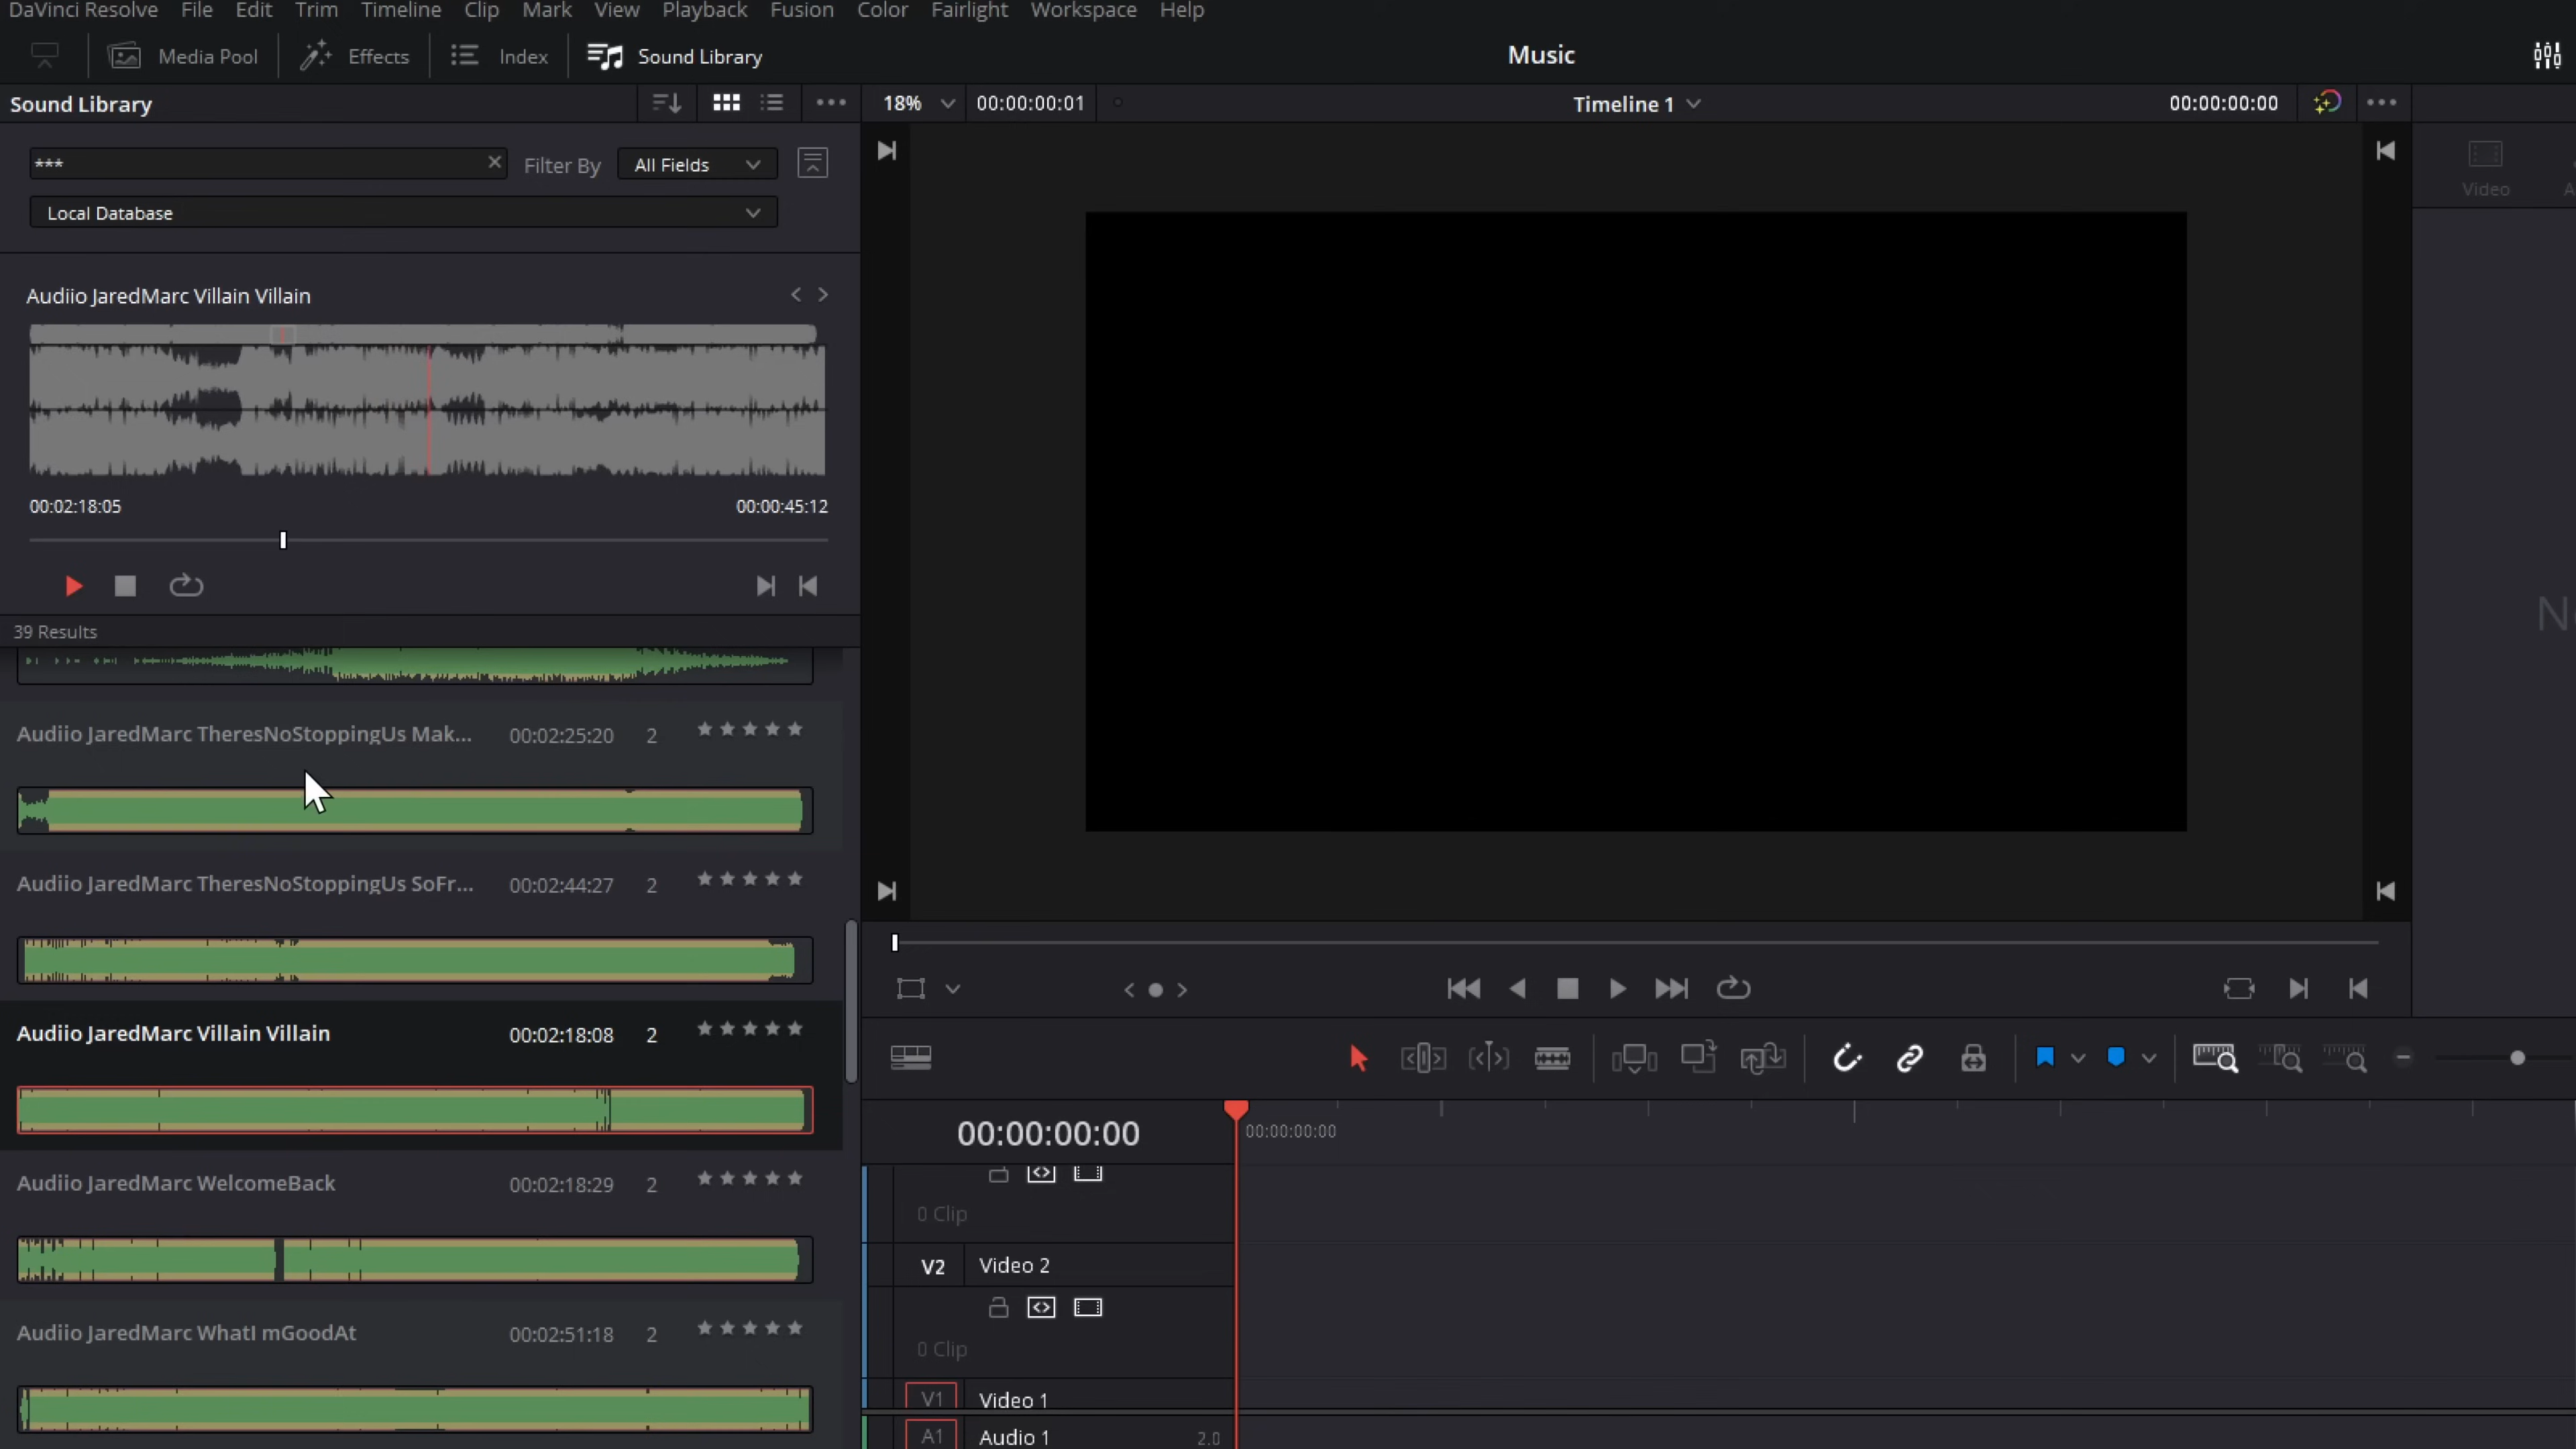 DaVinci Resolve File Edit Trim Timeline Clip Mark View Playback Fusion Color Fairlight Workspace Help
Media Pool Effects Index Sound Library Music
Sound Library 18% 00:00:00:01 Timeline 1 00:00:00:00
*** Filter By All Fields
Video
Local Database
Audiio JaredMarc Villain Villain
00:02:18:05 00:00:45:12
39 Results
Audiio JaredMarc TheresNoStoppingUs Mak... 00:02:25:20 2
Audiio JaredMarc TheresNoStoppingUs SoFr... 00:02:44:27 2
Audiio JaredMarc Villain Villain 00:02:18:08 2
Audiio JaredMarc WelcomeBack 00:02:18:29 2
Audiio JaredMarc WhatI mGoodAt 00:02:51:18 2
00:00:00:00 00:00:00:00
0 Clip
V2 Video 2
0 Clip
V1 Video 1
A1 Audio 1 2.0